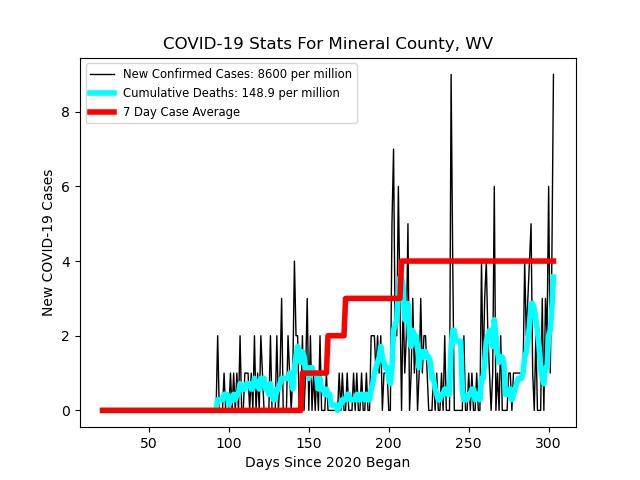 COVID-19 Stats For Mineral County, WV
New Confirmed Cases: 8600 per million
Cumulative Deaths: 148.9 per million
7 Day Case Average
New COVID-19 Cases
8
6
4
2
0
50 100 150 200 250 300
Days Since 2020 Began